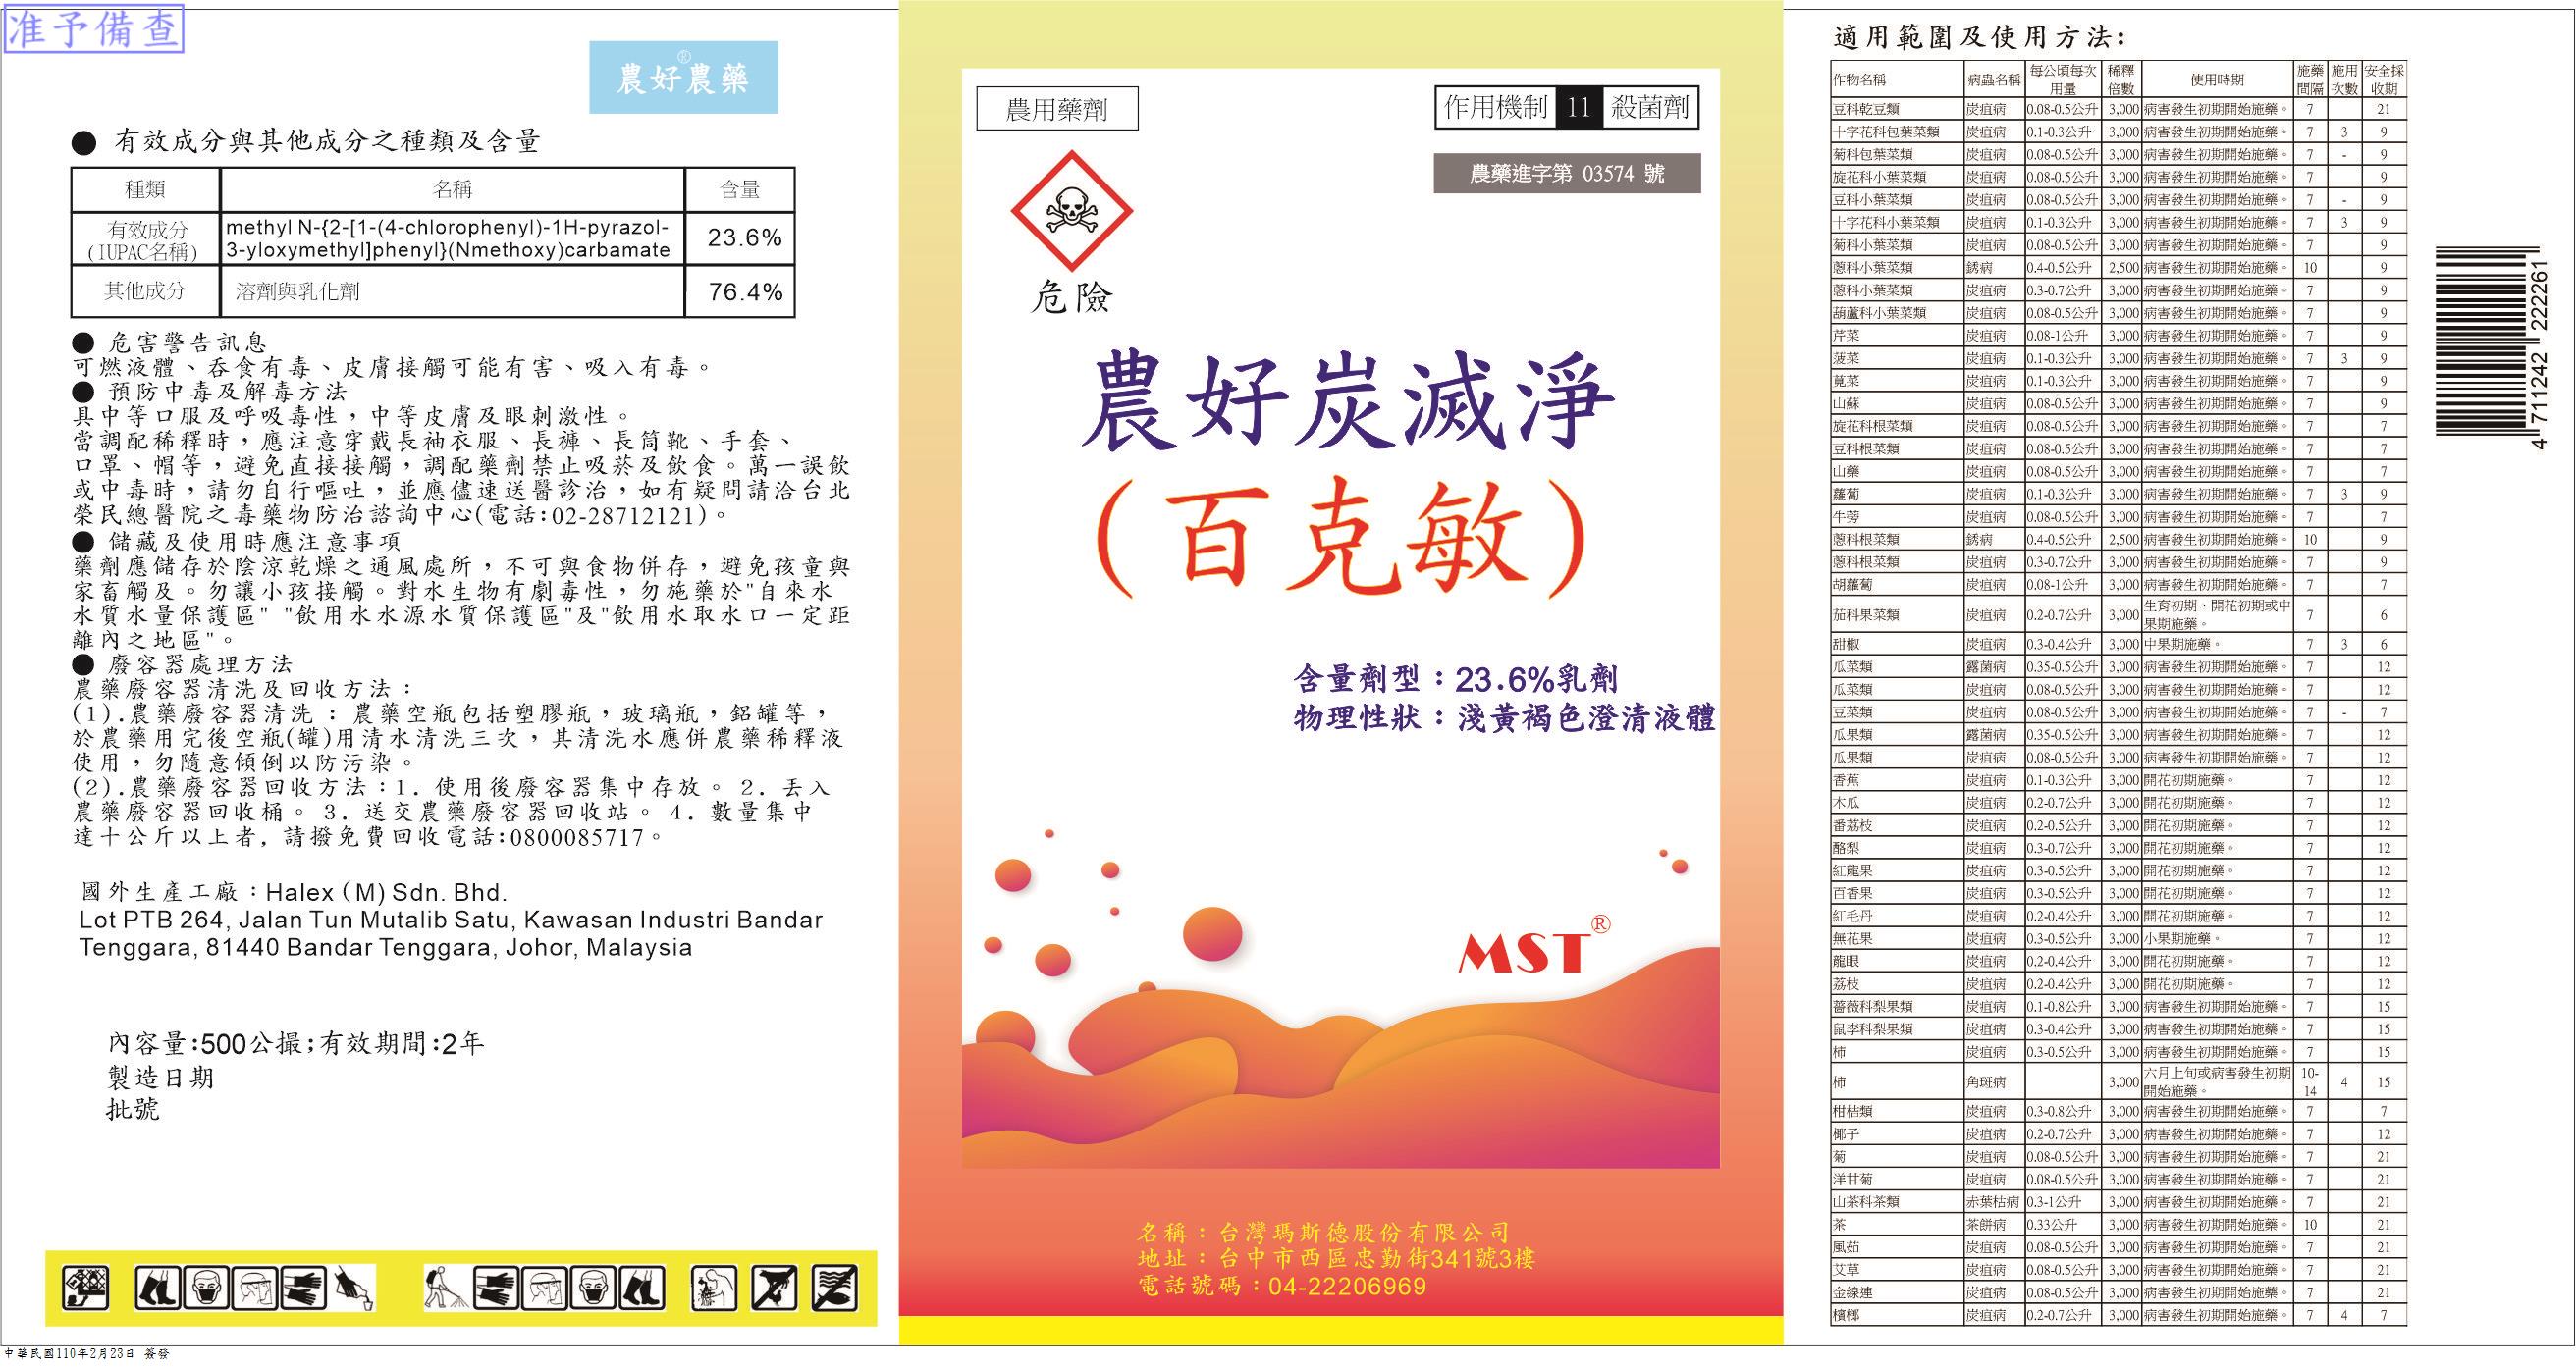 准予備查
農好®農藥
● 有效成分與其他成分之種類及含量
種類 名稱 含量
有效成分(IUPAC名稱) methyl N-{2-[1-(4-chlorophenyl)-1H-pyrazol-3-yloxymethyl]phenyl}(Nmethoxy)carbamate 23.6%
其他成分 溶劑與乳化劑 76.4%
● 危害警告訊息
可燃液體、吞食有毒、皮膚接觸可能有害、吸入有毒。
● 預防中毒及解毒方法
具中等口服及呼吸毒性，中等皮膚及眼刺激性。
當調配稀釋時，應注意穿戴長袖衣服、長褲、長筒靴、手套、
口罩、帽等，避免直接接觸，調配藥劑禁止吸菸及飲食。萬一誤飲
或中毒時，請勿自行嘔吐，並應儘速送醫診治，如有疑問請洽台北
榮民總醫院之毒藥物防治諮詢中心(電話:02-28712121)。
● 儲藏及使用時應注意事項
藥劑應儲存於陰涼乾燥之通風處所，不可與食物併存，避免孩童與
家畜觸及。勿讓小孩接觸。對水生物有劇毒性，勿施藥於"自來水
水質水量保護區" "飲用水水源水質保護區"及"飲用水取水口一定距
離內之地區"。
● 廢容器處理方法
農藥廢容器清洗及回收方法：
(1).農藥廢容器清洗 : 農藥空瓶包括塑膠瓶，玻璃瓶，鋁罐等，
於農藥用完後空瓶(罐)用清水清洗三次，其清洗水應併農藥稀釋液
使用，勿隨意傾倒以防污染。
(2).農藥廢容器回收方法：1. 使用後廢容器集中存放。 2. 丟入
農藥廢容器回收桶。 3. 送交農藥廢容器回收站。 4. 數量集中
達十公斤以上者, 請撥免費回收電話:0800085717。
國外生產工廠：Halex (M) Sdn. Bhd.
Lot PTB 264, Jalan Tun Mutalib Satu, Kawasan Industri Bandar
Tenggara, 81440 Bandar Tenggara, Johor, Malaysia
內容量:500公撮;有效期間:2年
製造日期
批號
中華民國110年2月23日 簽發
農用藥劑
作用機制 11 殺菌劑
農藥進字第 03574 號
危險
農好炭滅淨
(百克敏)
含量劑型：23.6%乳劑
物理性狀：淺黃褐色澄清液體
MST®
名稱：台灣瑪斯德股份有限公司
地址：台中市西區忠勤街341號3樓
電話號碼：04-22206969
適用範圍及使用方法:
作物名稱 病蟲名稱 每公頃每次用量 稀釋倍數 使用時期 施藥間隔 施用次數 安全採收期
豆科乾豆類 炭疽病 0.08-0.5公升 3,000 病害發生初期開始施藥。 7 21
十字花科包葉菜類 炭疽病 0.1-0.3公升 3,000 病害發生初期開始施藥。 7 3 9
菊科包葉菜類 炭疽病 0.08-0.5公升 3,000 病害發生初期開始施藥。 7 - 9
旋花科小葉菜類 炭疽病 0.08-0.5公升 3,000 病害發生初期開始施藥。 7 9
豆科小葉菜類 炭疽病 0.08-0.5公升 3,000 病害發生初期開始施藥。 7 - 9
十字花科小葉菜類 炭疽病 0.1-0.3公升 3,000 病害發生初期開始施藥。 7 3 9
菊科小葉菜類 炭疽病 0.08-0.5公升 3,000 病害發生初期開始施藥。 7 9
蔥科小葉菜類 銹病 0.4-0.5公升 2,500 病害發生初期開始施藥。 10 9
蔥科小葉菜類 炭疽病 0.3-0.7公升 3,000 病害發生初期開始施藥。 7 9
葫蘆科小葉菜類 炭疽病 0.08-0.5公升 3,000 病害發生初期開始施藥。 7 9
芹菜 炭疽病 0.08-1公升 3,000 病害發生初期開始施藥。 7 9
菠菜 炭疽病 0.1-0.3公升 3,000 病害發生初期開始施藥。 7 3 9
莧菜 炭疽病 0.1-0.3公升 3,000 病害發生初期開始施藥。 7 9
山蘇 炭疽病 0.08-0.5公升 3,000 病害發生初期開始施藥。 7 9
旋花科根菜類 炭疽病 0.08-0.5公升 3,000 病害發生初期開始施藥。 7 7
豆科根菜類 炭疽病 0.08-0.5公升 3,000 病害發生初期開始施藥。 7 7
山藥 炭疽病 0.08-0.5公升 3,000 病害發生初期開始施藥。 7 7
蘿蔔 炭疽病 0.1-0.3公升 3,000 病害發生初期開始施藥。 7 3 9
牛蒡 炭疽病 0.08-0.5公升 3,000 病害發生初期開始施藥。 7 7
蔥科根菜類 銹病 0.4-0.5公升 2,500 病害發生初期開始施藥。 10 9
蔥科根菜類 炭疽病 0.3-0.7公升 3,000 病害發生初期開始施藥。 7 9
胡蘿蔔 炭疽病 0.08-1公升 3,000 病害發生初期開始施藥。 7 7
茄科果菜類 炭疽病 0.2-0.7公升 3,000 生育初期、開花初期或中果期施藥。 7 6
甜椒 炭疽病 0.3-0.4公升 3,000 中果期施藥。 7 3 6
瓜菜類 露菌病 0.35-0.5公升 3,000 病害發生初期開始施藥。 7 12
瓜菜類 炭疽病 0.08-0.5公升 3,000 病害發生初期開始施藥。 7 12
豆菜類 炭疽病 0.08-0.5公升 3,000 病害發生初期開始施藥。 7 - 7
瓜果類 露菌病 0.35-0.5公升 3,000 病害發生初期開始施藥。 7 12
瓜果類 炭疽病 0.08-0.5公升 3,000 病害發生初期開始施藥。 7 12
香蕉 炭疽病 0.1-0.3公升 3,000 開花初期施藥。 7 12
木瓜 炭疽病 0.2-0.7公升 3,000 開花初期施藥。 7 12
番荔枝 炭疽病 0.2-0.5公升 3,000 開花初期施藥。 7 12
酪梨 炭疽病 0.3-0.7公升 3,000 開花初期施藥。 7 12
紅龍果 炭疽病 0.3-0.5公升 3,000 開花初期施藥。 7 12
百香果 炭疽病 0.3-0.5公升 3,000 開花初期施藥。 7 12
紅毛丹 炭疽病 0.2-0.4公升 3,000 開花初期施藥。 7 12
無花果 炭疽病 0.3-0.5公升 3,000 小果期施藥。 7 12
龍眼 炭疽病 0.2-0.4公升 3,000 開花初期施藥。 7 12
荔枝 炭疽病 0.2-0.4公升 3,000 開花初期施藥。 7 12
薔薇科梨果類 炭疽病 0.1-0.8公升 3,000 病害發生初期開始施藥。 7 15
鼠李科梨果類 炭疽病 0.3-0.4公升 3,000 病害發生初期開始施藥。 7 15
柿 炭疽病 0.3-0.5公升 3,000 病害發生初期開始施藥。 7 15
柿 角斑病 3,000 六月上旬或病害發生初期開始施藥。 10-14 4 15
柑桔類 炭疽病 0.3-0.8公升 3,000 病害發生初期開始施藥。 7 7
椰子 炭疽病 0.2-0.7公升 3,000 病害發生初期開始施藥。 7 12
菊 炭疽病 0.08-0.5公升 3,000 病害發生初期開始施藥。 7 21
洋甘菊 炭疽病 0.08-0.5公升 3,000 病害發生初期開始施藥。 7 21
山茶科茶類 赤葉枯病 0.3-1公升 3,000 病害發生初期開始施藥。 7 21
茶 茶餅病 0.33公升 3,000 病害發生初期開始施藥。 10 21
風茹 炭疽病 0.08-0.5公升 3,000 病害發生初期開始施藥。 7 21
艾草 炭疽病 0.08-0.5公升 3,000 病害發生初期開始施藥。 7 21
金線連 炭疽病 0.08-0.5公升 3,000 病害發生初期開始施藥。 7 21
檳榔 炭疽病 0.2-0.7公升 3,000 病害發生初期開始施藥。 7 4 7
4 711242 222261